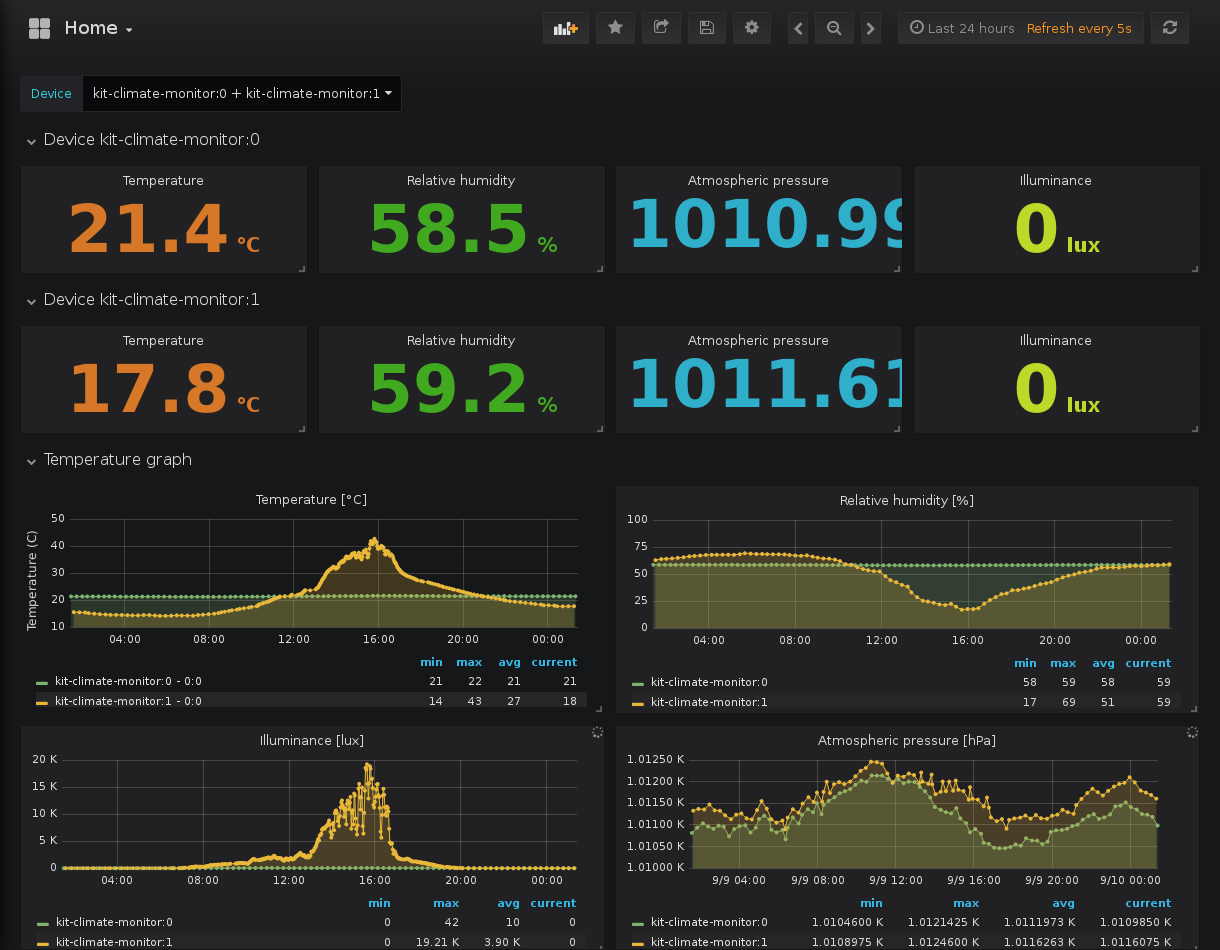 Home
Last 24 hours Refresh every 5s
Device kit-climate-monitor:0 + kit-climate-monitor:1
Device kit-climate-monitor:0
Temperature Relative humidity Atmospheric pressure Illuminance
21.4 °C 58.5 % 1010.99 0 lux
Device kit-climate-monitor:1
Temperature Relative humidity Atmospheric pressure Illuminance
17.8 °C 59.2 % 1011.61 0 lux
Temperature graph
Temperature [°C]
Temperature (C)
50
40
30
20
10
04:00 08:00 12:00 16:00 20:00 00:00
min max avg current
kit-climate-monitor:0 - 0:0 21 22 21 21
kit-climate-monitor:1 - 0:0 14 43 27 18
Relative humidity [%]
100
75
50
25
0
04:00 08:00 12:00 16:00 20:00 00:00
min max avg current
kit-climate-monitor:0 58 59 58 59
kit-climate-monitor:1 17 69 51 59
Illuminance [lux]
20 K
15 K
10 K
5 K
0
04:00 08:00 12:00 16:00 20:00 00:00
min max avg current
kit-climate-monitor:0 0 42 10 0
kit-climate-monitor:1 0 19.21 K 3.90 K 0
Atmospheric pressure [hPa]
1.01250 K
1.01200 K
1.01150 K
1.01100 K
1.01050 K
1.01000 K
9/9 04:00 9/9 08:00 9/9 12:00 9/9 16:00 9/9 20:00 9/10 00:00
min max avg current
kit-climate-monitor:0 1.0104600 K 1.0121425 K 1.0111973 K 1.0109850 K
kit-climate-monitor:1 1.0108975 K 1.0124600 K 1.0116263 K 1.0116075 K